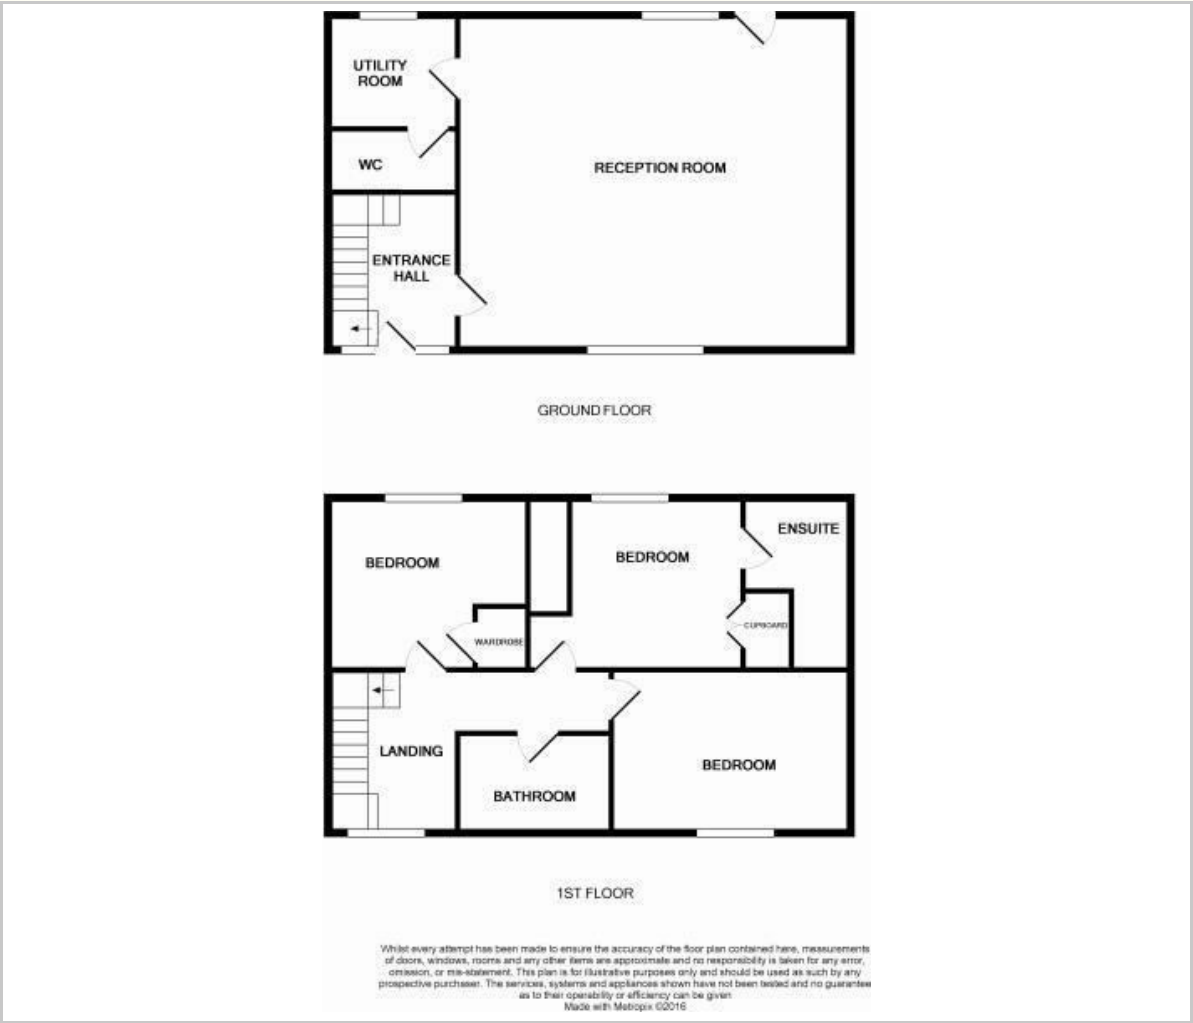 UTILITY
ROOM
WC
RECEPTION ROOM
ENTRANCE
HALL
GROUND FLOOR
BEDROOM
BEDROOM
ENSUITE
CUPBOARD
WARDROBE
LANDING
BEDROOM
BATHROOM
1ST FLOOR
Whilst every attempt has been made to ensure the accuracy of the floor plan contained here, measurements
of doors, windows, rooms and any other items are approximate and no responsibility is taken for any error,
omission, or mis-statement. This plan is for illustrative purposes only and should be used as such by any
prospective purchaser. The services, systems and appliances shown have not been tested and no guarantee
as to their operability or efficiency can be given
Made with Metropix ©2016